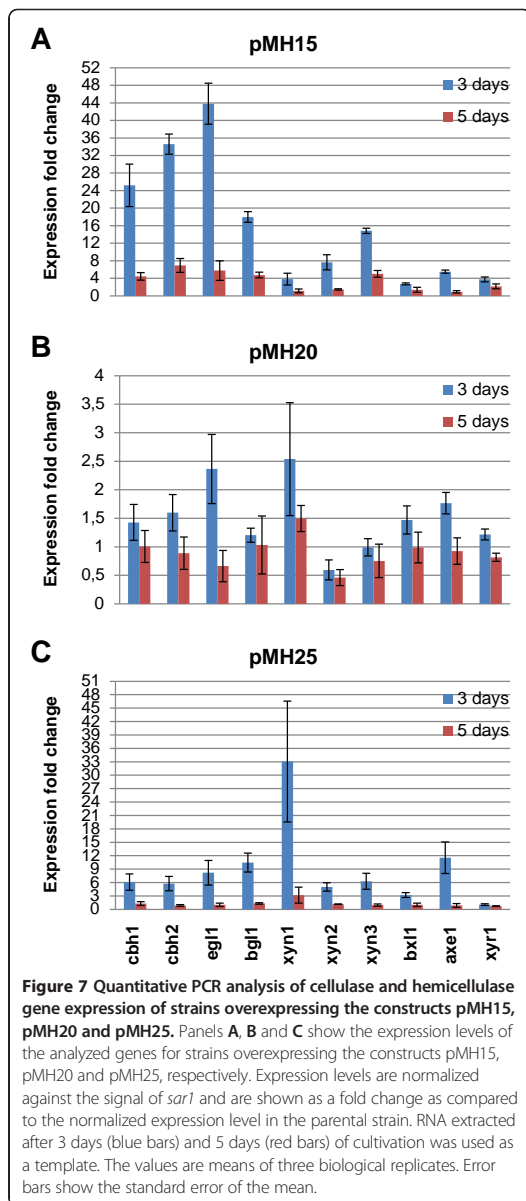 A
pMH15
Expression fold change
52
48
44
40
36
32
28
24
20
16
12
8
4
0
3 days
5 days
B
pMH20
Expression fold change
4
3,5
3
2,5
2
1,5
1
0,5
0
3 days
5 days
C
pMH25
Expression fold change
51
48
45
42
39
36
33
30
27
24
21
18
15
12
9
6
3
0
3 days
5 days
cbh1
cbh2
egl1
bgl1
xyn1
xyn2
xyn3
bxl1
axe1
xyr1
Figure 7 Quantitative PCR analysis of cellulase and hemicellulase
gene expression of strains overexpressing the constructs pMH15,
pMH20 and pMH25. Panels A, B and C show the expression levels of
the analyzed genes for strains overexpressing the constructs pMH15,
pMH20 and pMH25, respectively. Expression levels are normalized
against the signal of sar1 and are shown as a fold change as compared
to the normalized expression level in the parental strain. RNA extracted
after 3 days (blue bars) and 5 days (red bars) of cultivation was used as
a template. The values are means of three biological replicates. Error
bars show the standard error of the mean.